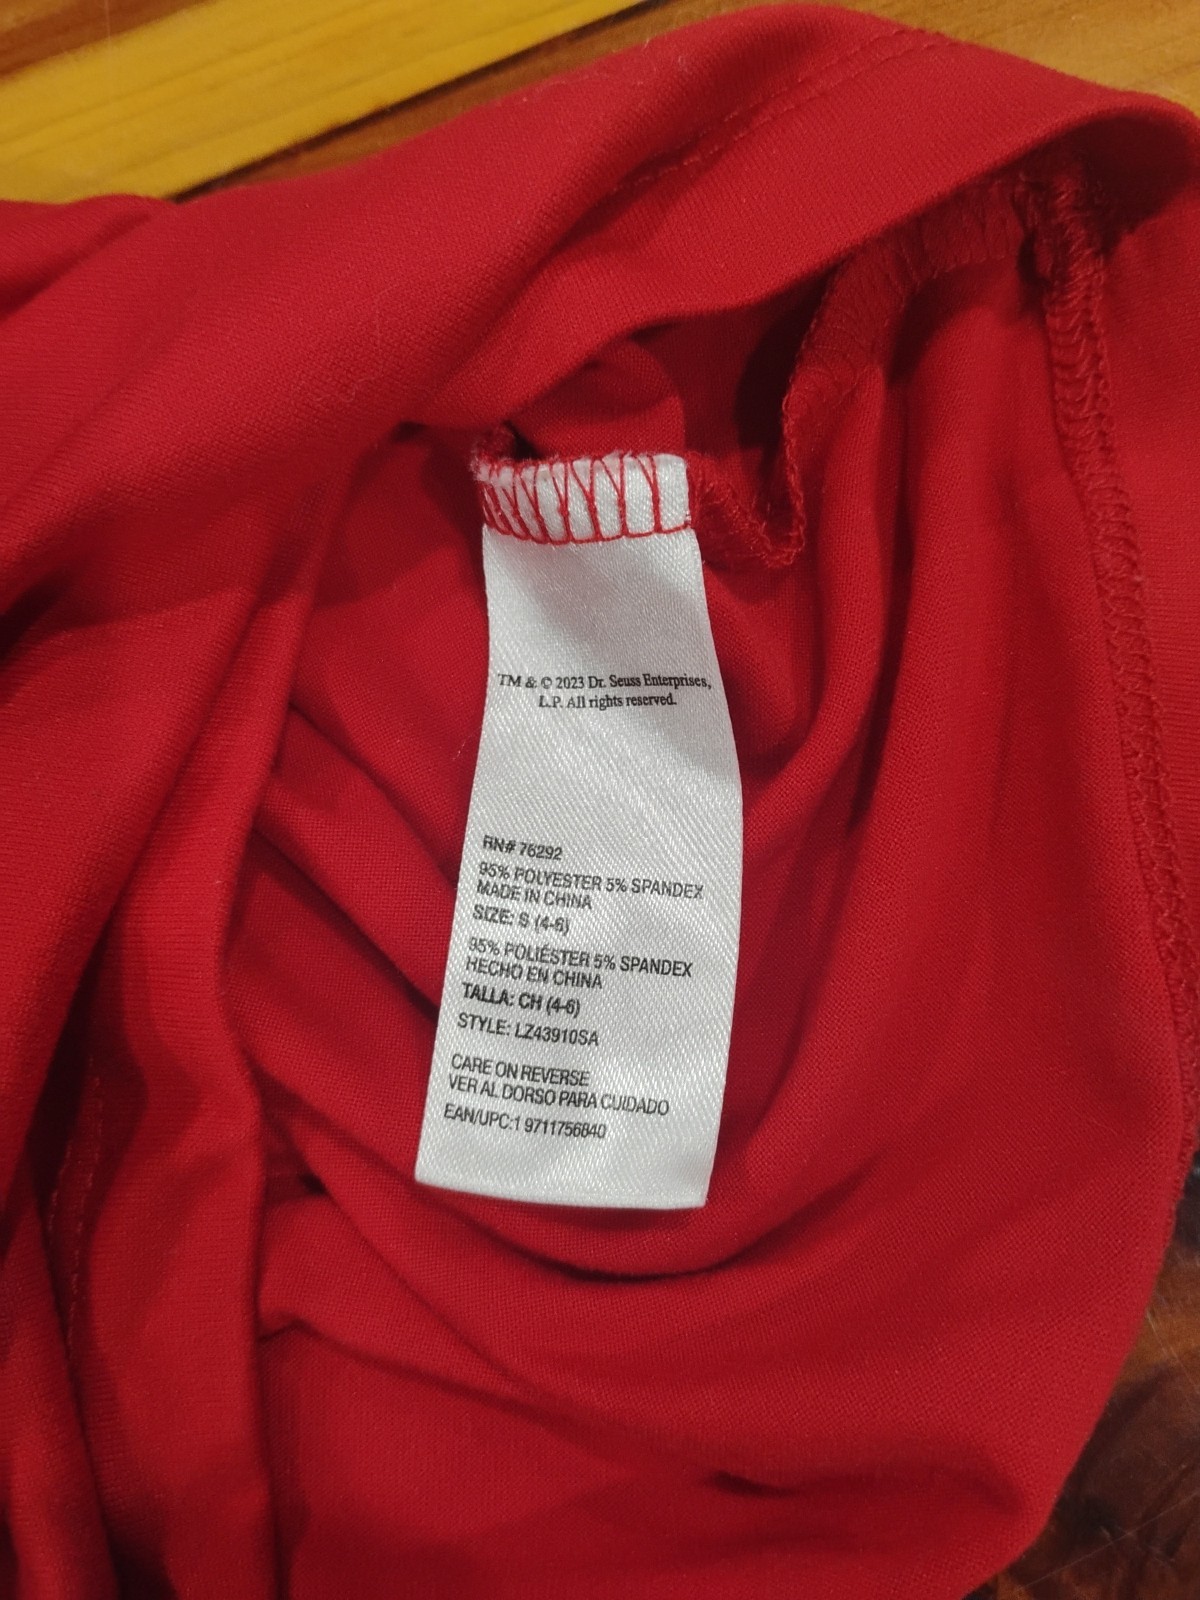 TM & © 2023 Dr. Seuss Enterprises,
L.P. All rights reserved.
RN# 76292
95% POLYESTER 5% SPANDEX
MADE IN CHINA
SIZE: S (4-6)
95% POLIÉSTER 5% SPANDEX
HECHO EN CHINA
TALLA: CH (4-6)
STYLE: LZ43910SA
CARE ON REVERSE
VER AL DORSO PARA CUIDADO
EAN/UPC:1 9711756840